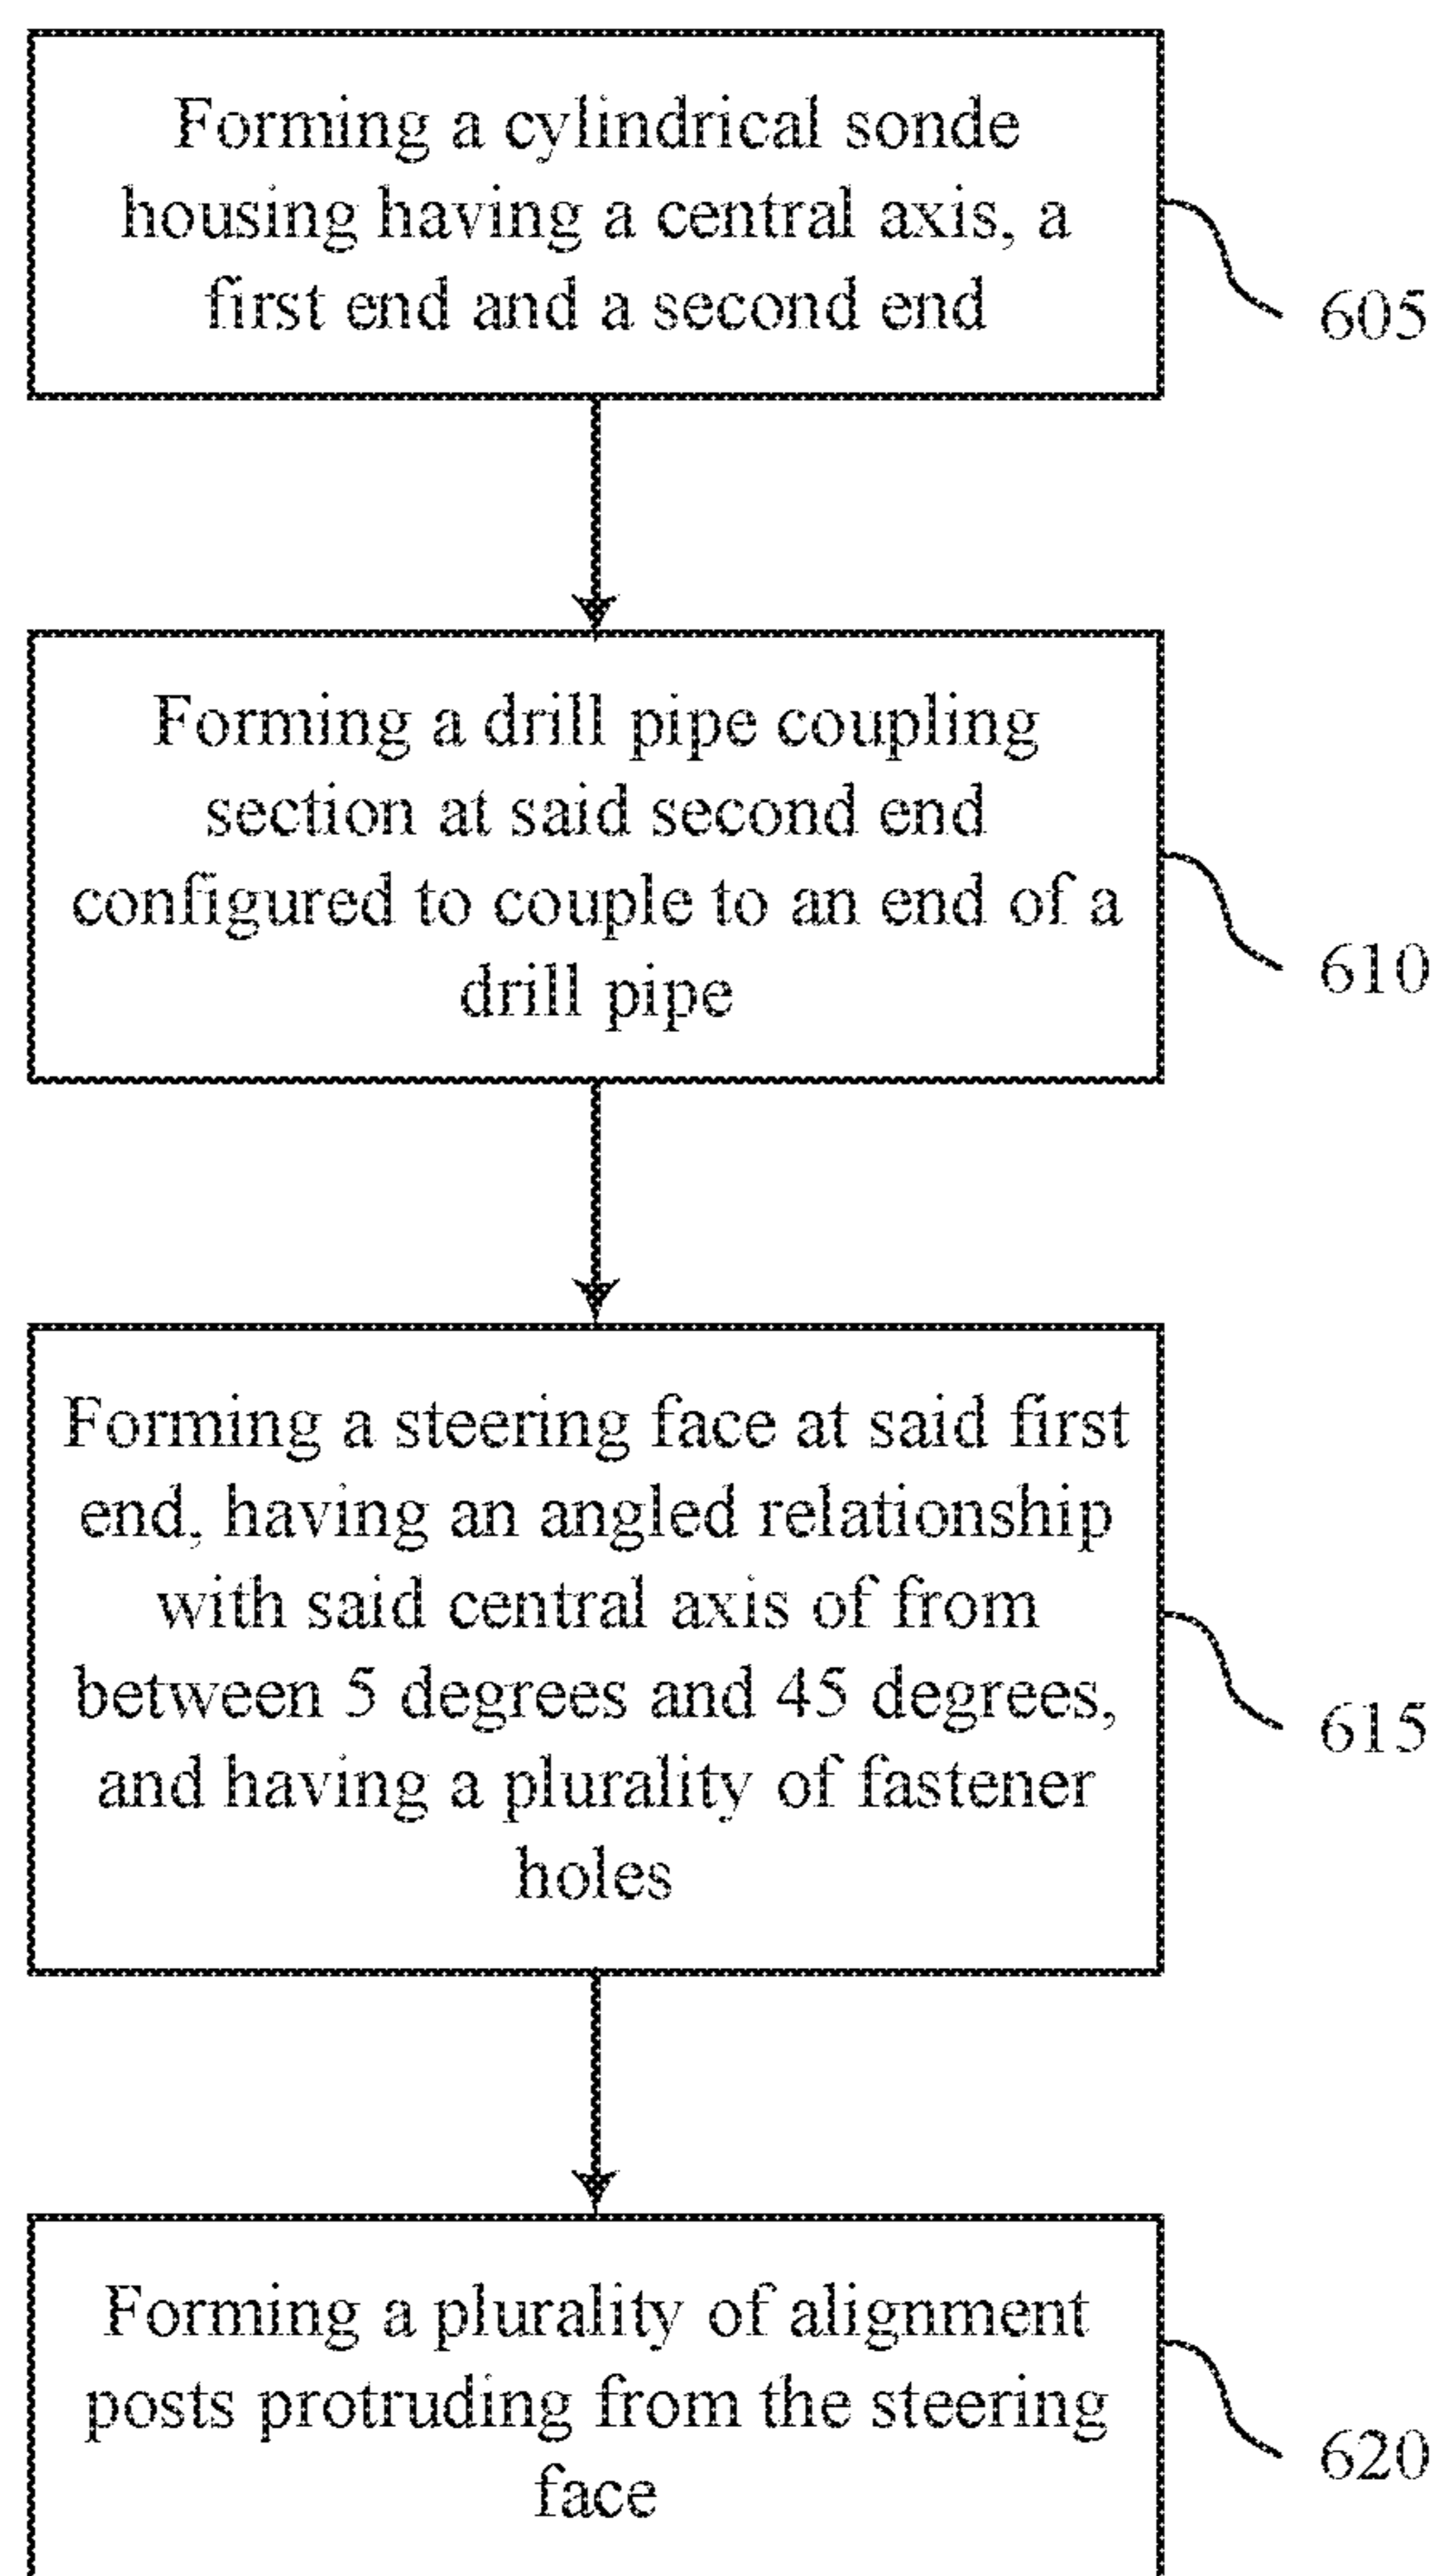 Forming a cylindrical sonde
housing having a central axis, a
first end and a second end
605
Forming a drill pipe coupling
section at said second end
configured to couple to an end of a
drill pipe
610
Forming a steering face at said first
end, having an angled relationship
with said central axis of from
between 5 degrees and 45 degrees,
and having a plurality of fastener
holes
615
Forming a plurality of alignment
posts protruding from the steering
face
620